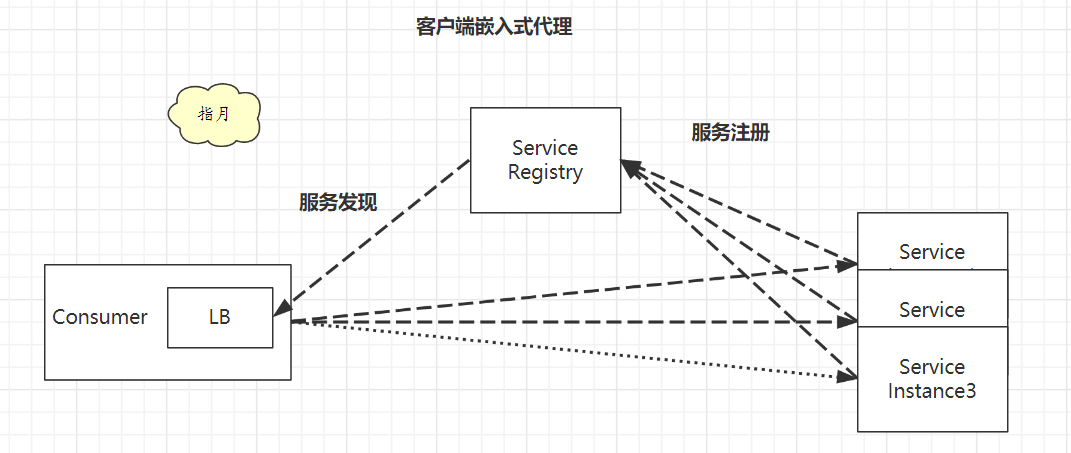 客户端嵌入式代理
指月
服务注册
Service
Registry
服务发现
Service
Consumer
LB
Service
Service
Instance3